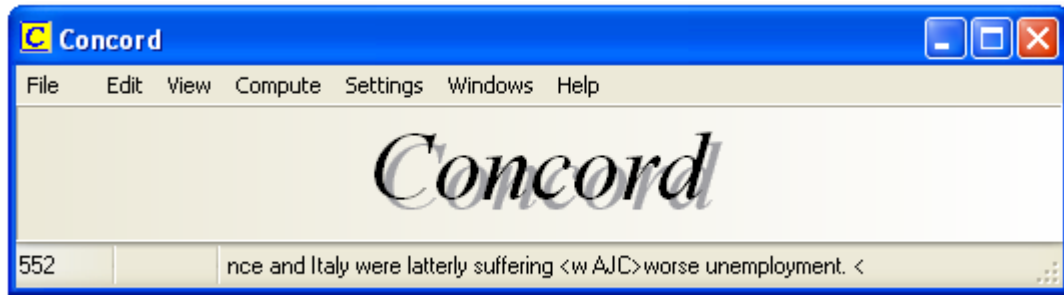 C Concord
File Edit View Compute Settings Windows Help
Concord
552 nce and Italy were latterly suffering <w AJC>worse unemployment. <